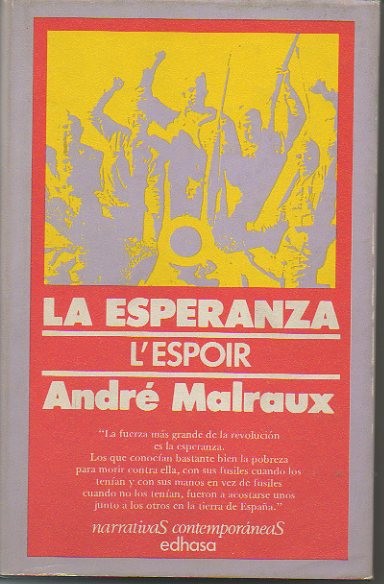 LA ESPERANZA
L'ESPOIR
André Malraux
"La fuerza más grande de la revolución
es la esperanza.
Los que conocían bastante bien la pobreza
para morir contra ella, con sus fusiles cuando los
tenían y con sus manos en vez de fusiles
cuando no los tenían, fueron a acostarse unos
junto a los otros en la tierra de España."
narrativaS contemporáneaS
edhasa